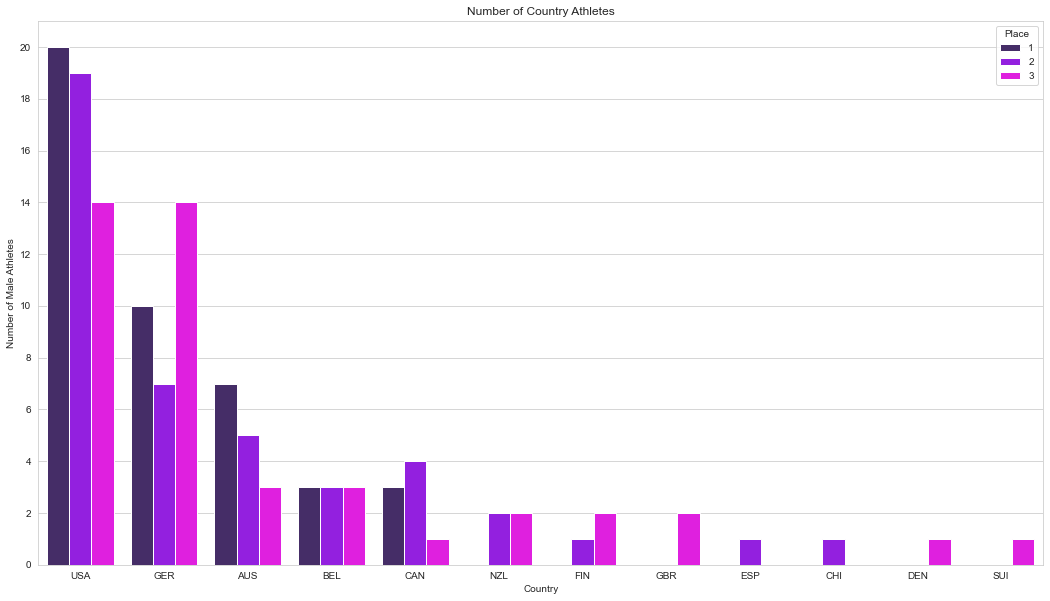 Number of Country Athletes
Place
1
2
3
Number of Male Athletes
20
18
16
14
12
10
8
6
4
2
0
USA GER AUS BEL CAN NZL FIN GBR ESP CHI DEN SUI
Country